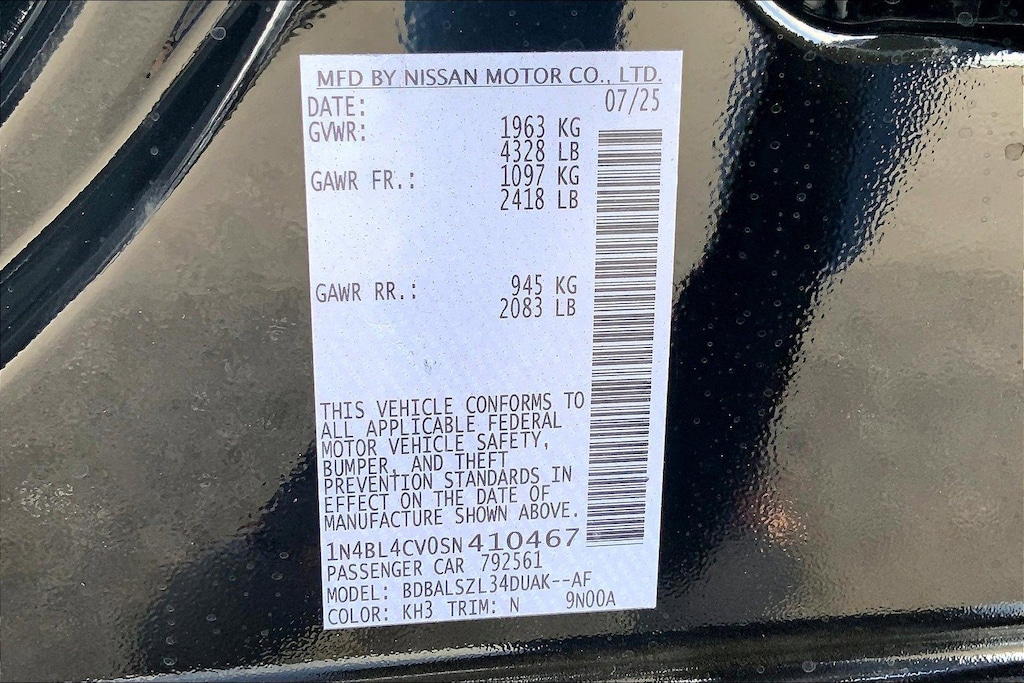 MFD BY NISSAN MOTOR CO., LTD.
DATE: 07/25
GVWR: 1963 KG
4328 LB
GAWR FR.: 1097 KG
2418 LB
GAWR RR.: 945 KG
2083 LB
THIS VEHICLE CONFORMS TO
ALL APPLICABLE FEDERAL
MOTOR VEHICLE SAFETY,
BUMPER, AND THEFT
PREVENTION STANDARDS IN
EFFECT ON THE DATE OF
MANUFACTURE SHOWN ABOVE.
1N4BL4CV0SN410467
PASSENGER CAR 792561
MODEL: BDBALSZL34DUAK--AF
COLOR: KH3 TRIM: N 9N00A